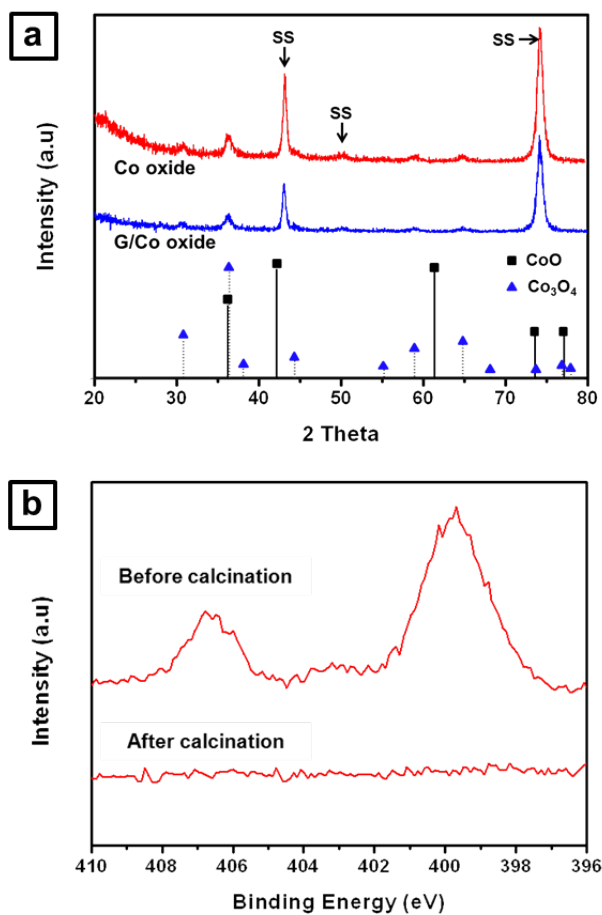 a
SS
SS
SS
Co oxide
G/Co oxide
CoO
Co₃O₄
Intensity (a.u)
20 30 40 50 60 70 80
2 Theta
b
Before calcination
After calcination
Intensity (a.u)
410 408 406 404 402 400 398 396
Binding Energy (eV)